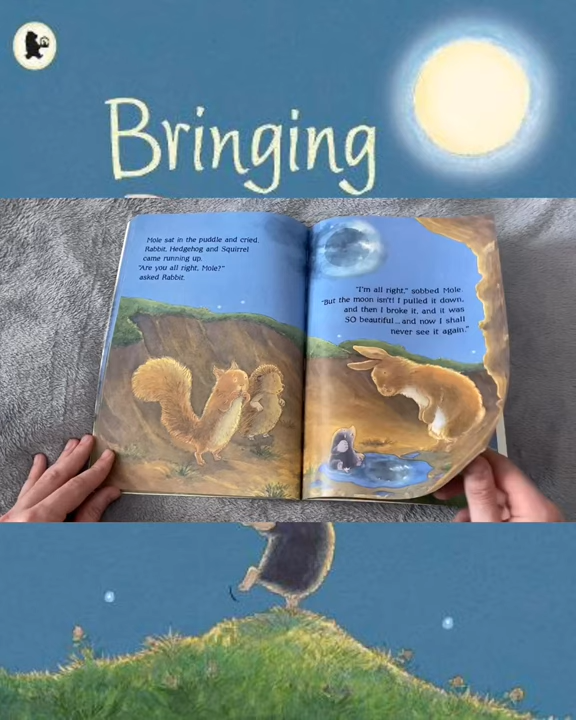 Bringing
Mole sat in the puddle and cried.
Rabbit, Hedgehog and Squirrel
came running up.
"Are you all right, Mole?"
asked Rabbit.
"I'm all right," sobbed Mole.
"But the moon isn't! I pulled it down,
and then I broke it, and it was
SO beautiful... and now I shall
never see it again."